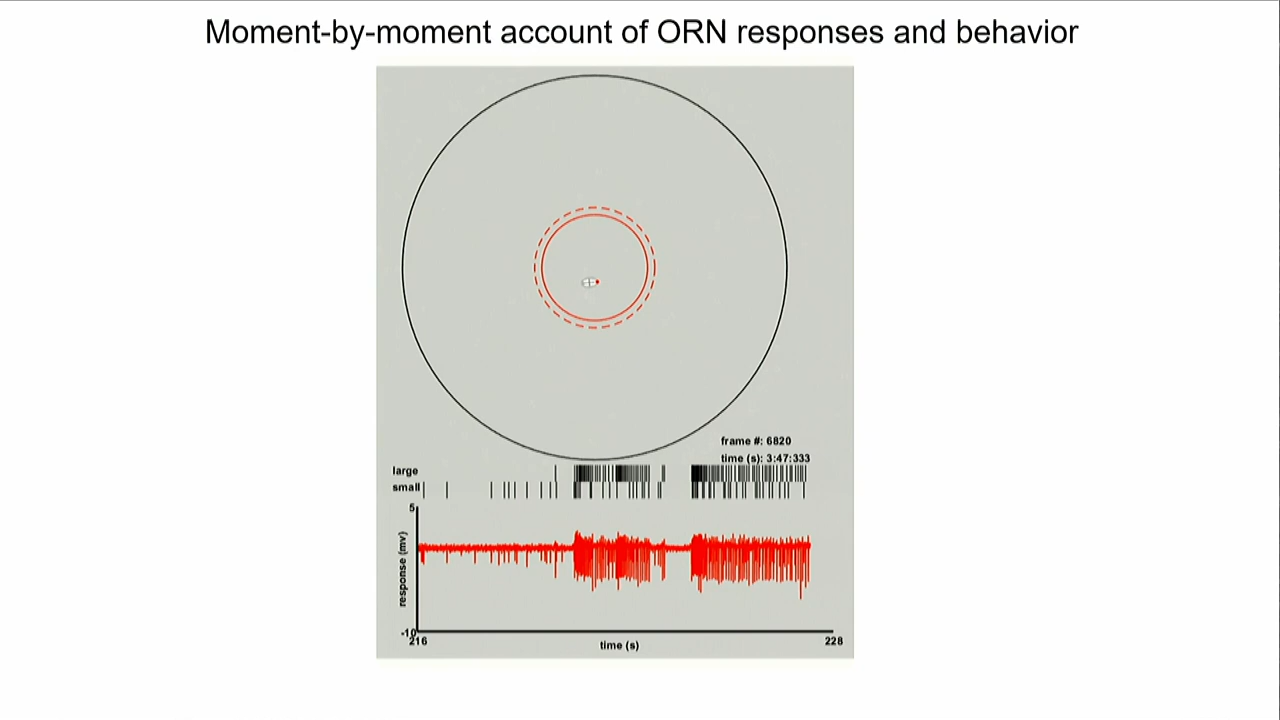 Moment-by-moment account of ORN responses and behavior
frame #: 6820
time (s): 3:47:333
large
small
5
response (mv)
-10
216
time (s)
228